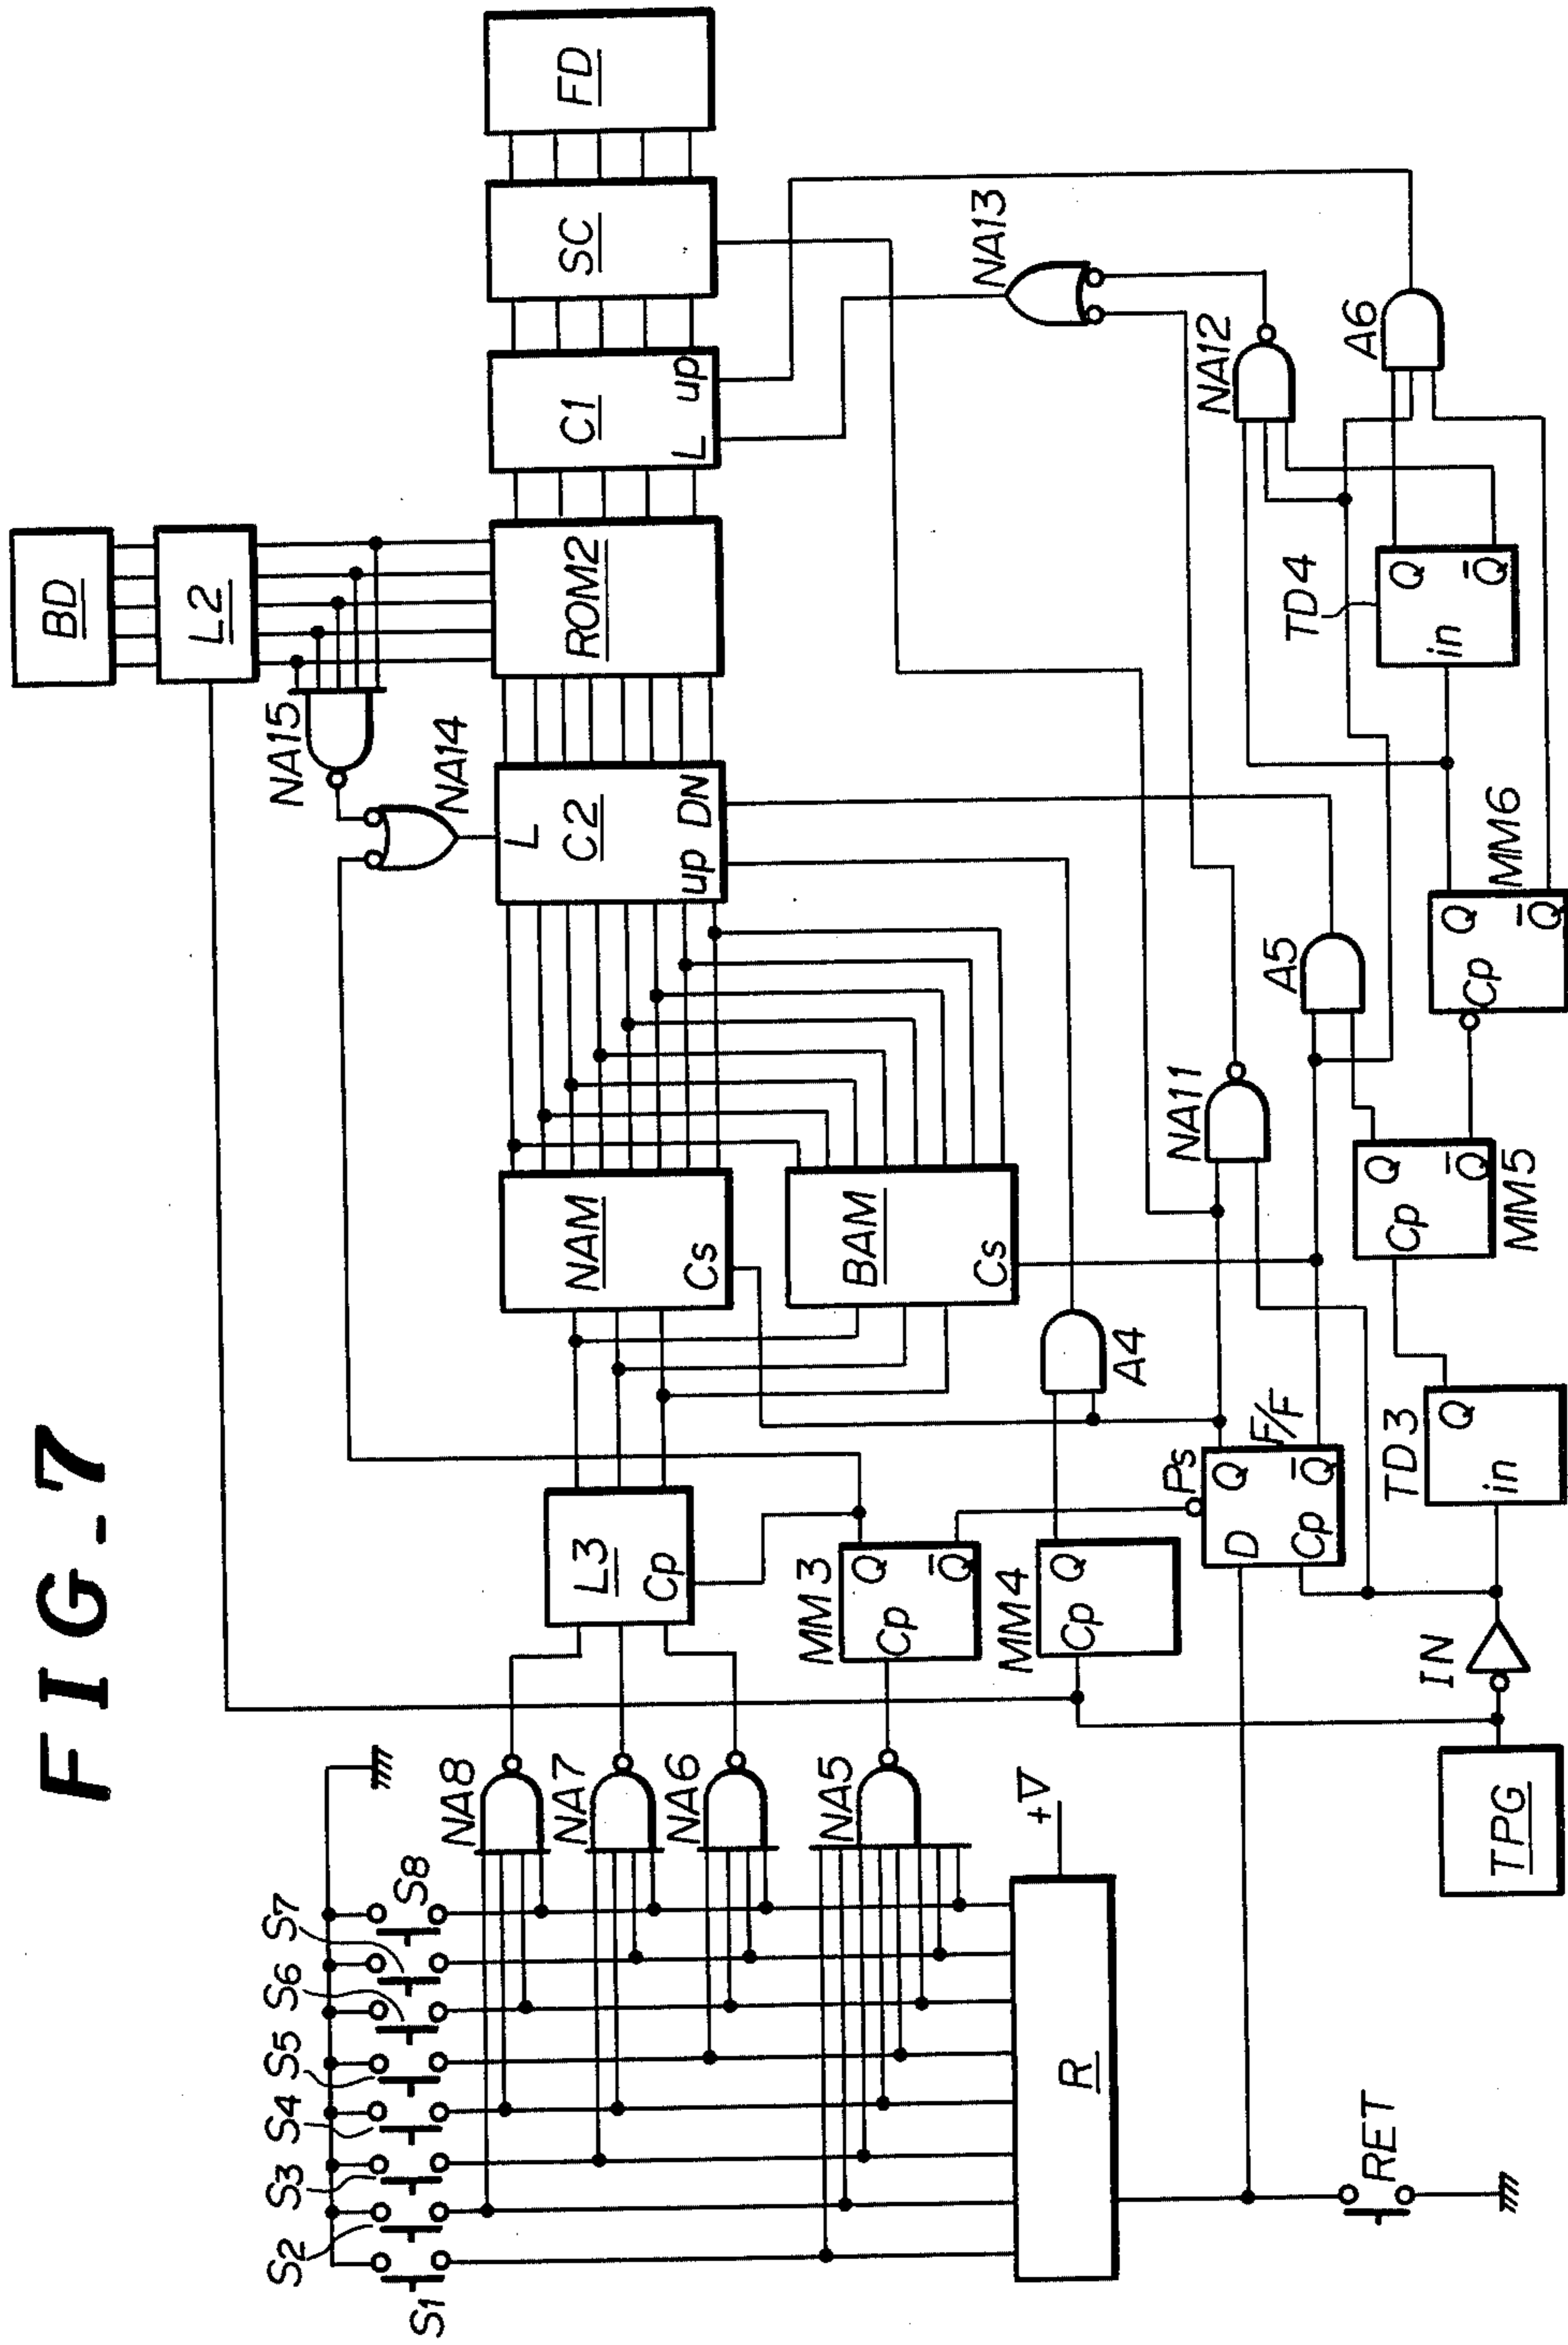 FIG-7
S1
S2
S3
S4
S5
S6
S7
S8
NA8
NA7
NA6
NA5
R
+V
RET
TPG
IN
L3
Cp
MM3
Cp
Q
Q̅
MM4
Cp
Q
Ps
D
Q
Cp
Q̅
F/F
TD3
in
Q
NAM
Cs
BAM
Cs
A4
NA11
MM5
Cp
Q
Q̅
A5
MM6
Cp
Q
Q̅
L
C2
up
DN
NA14
NA15
BD
L2
ROM2
TD4
in
Q
Q̅
NA12
A6
NA13
C1
L
up
SC
FD